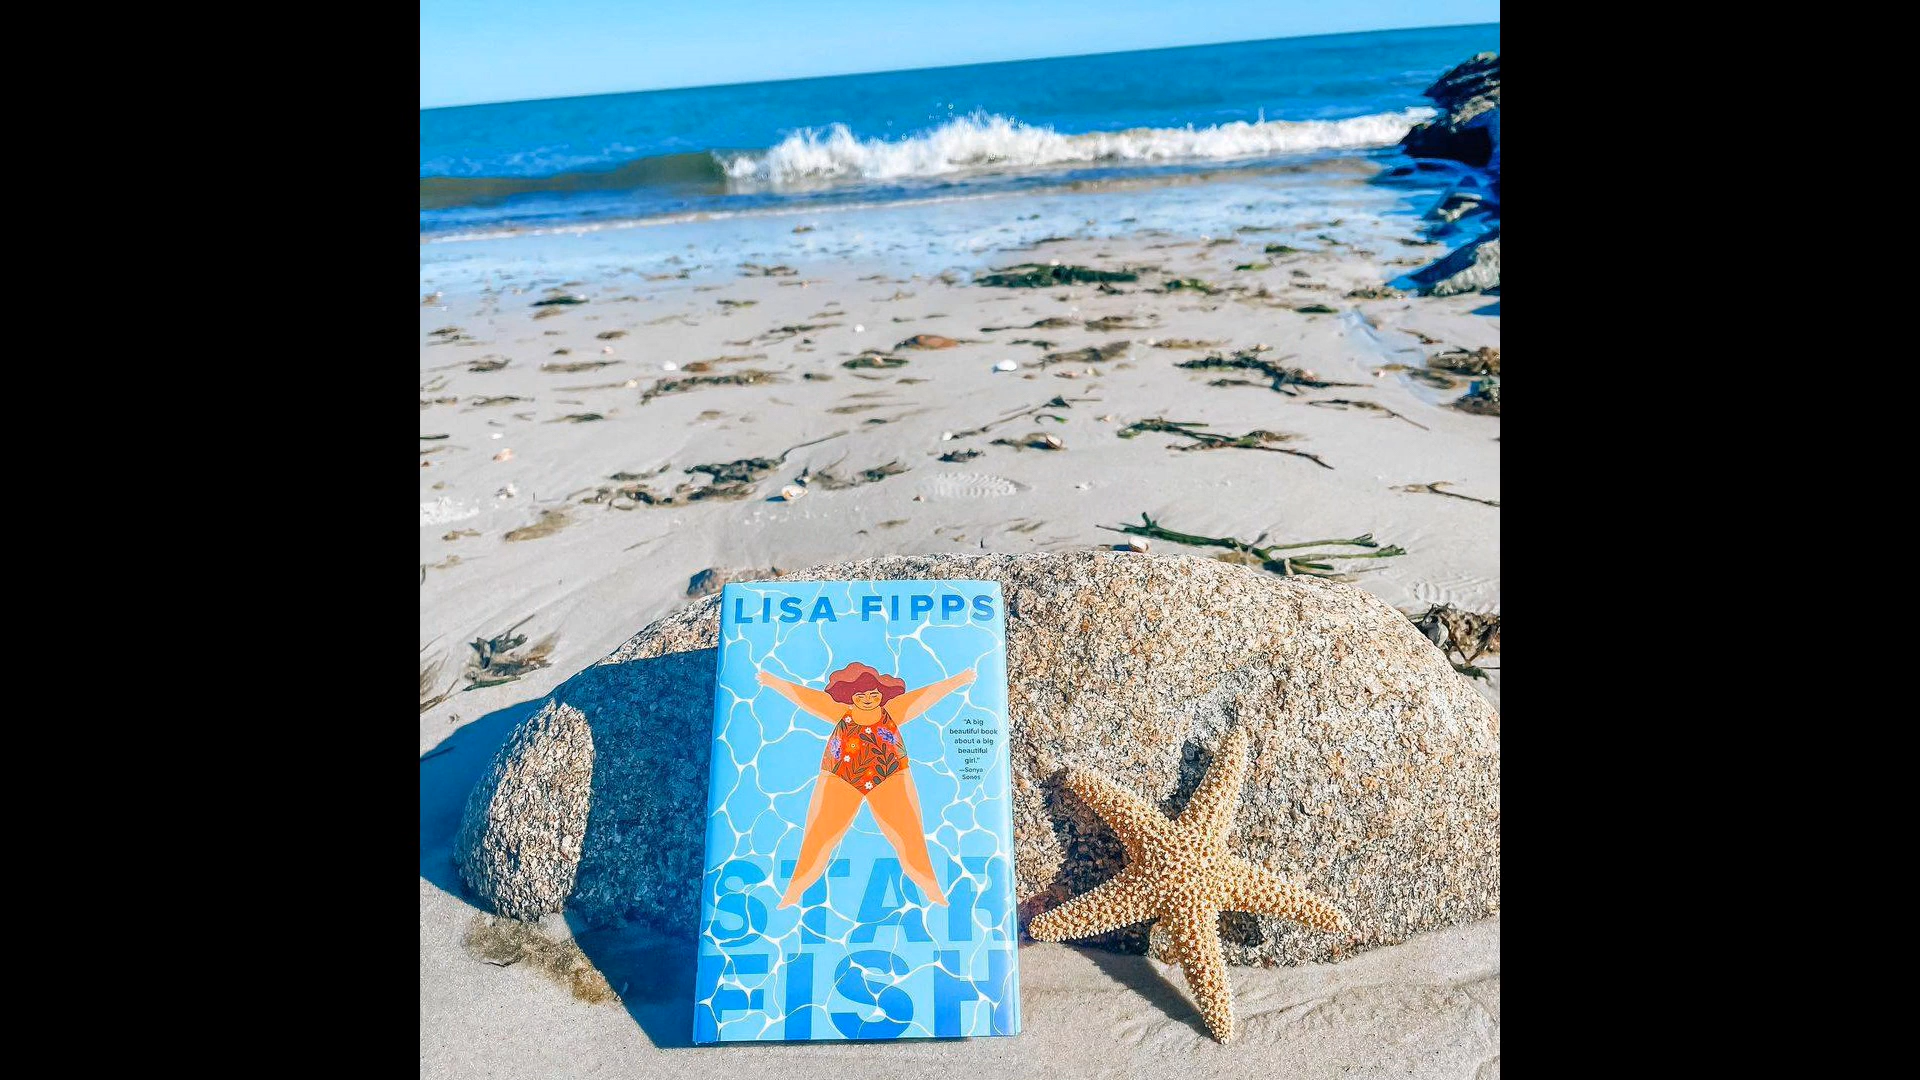 LISA FIPPS
"A big
beautiful book
about a big
beautiful
girl."
—Sonya
Sones
STAR
FISH